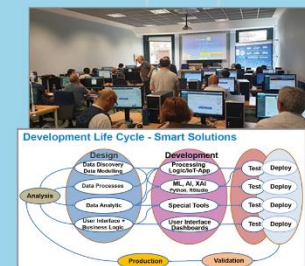 Development Life Cycle - Smart Solutions
Design
Development
Data Discovery
Data Modelling
Processing
Logic/IoT-App
Data Processes
ML, AI, XAI
Python, RStudio
Test
Deploy
Test
Deploy
Analysis
Data Analytic
Special Tools
Test
Deploy
User Interface +
Business Logic
User Interface
Dashboards
Test
Deploy
Production
Validation